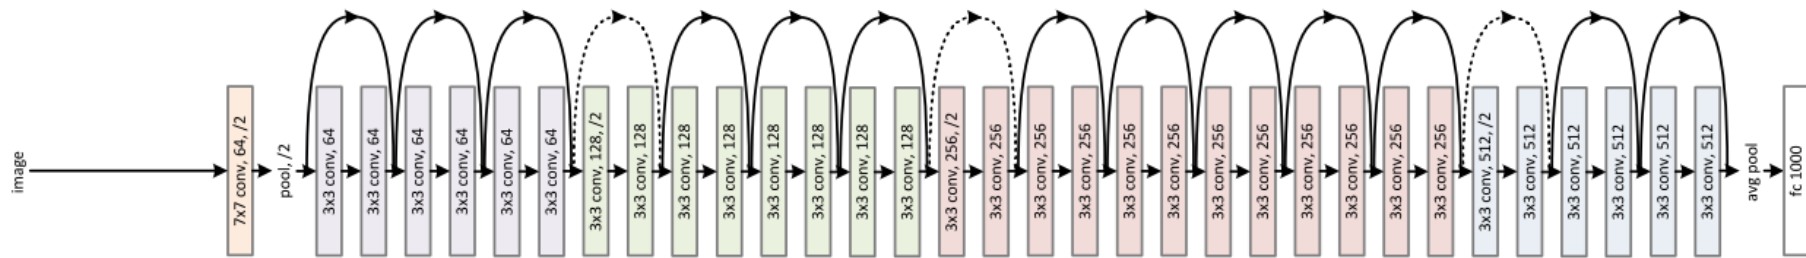 image
7x7 conv, 64, /2
pool, /2
3x3 conv, 64
3x3 conv, 64
3x3 conv, 64
3x3 conv, 64
3x3 conv, 64
3x3 conv, 64
3x3 conv, 128, /2
3x3 conv, 128
3x3 conv, 128
3x3 conv, 128
3x3 conv, 128
3x3 conv, 128
3x3 conv, 128
3x3 conv, 128
3x3 conv, 256, /2
3x3 conv, 256
3x3 conv, 256
3x3 conv, 256
3x3 conv, 256
3x3 conv, 256
3x3 conv, 256
3x3 conv, 256
3x3 conv, 256
3x3 conv, 256
3x3 conv, 256
3x3 conv, 256
3x3 conv, 512, /2
3x3 conv, 512
3x3 conv, 512
3x3 conv, 512
3x3 conv, 512
3x3 conv, 512
avg pool
fc 1000